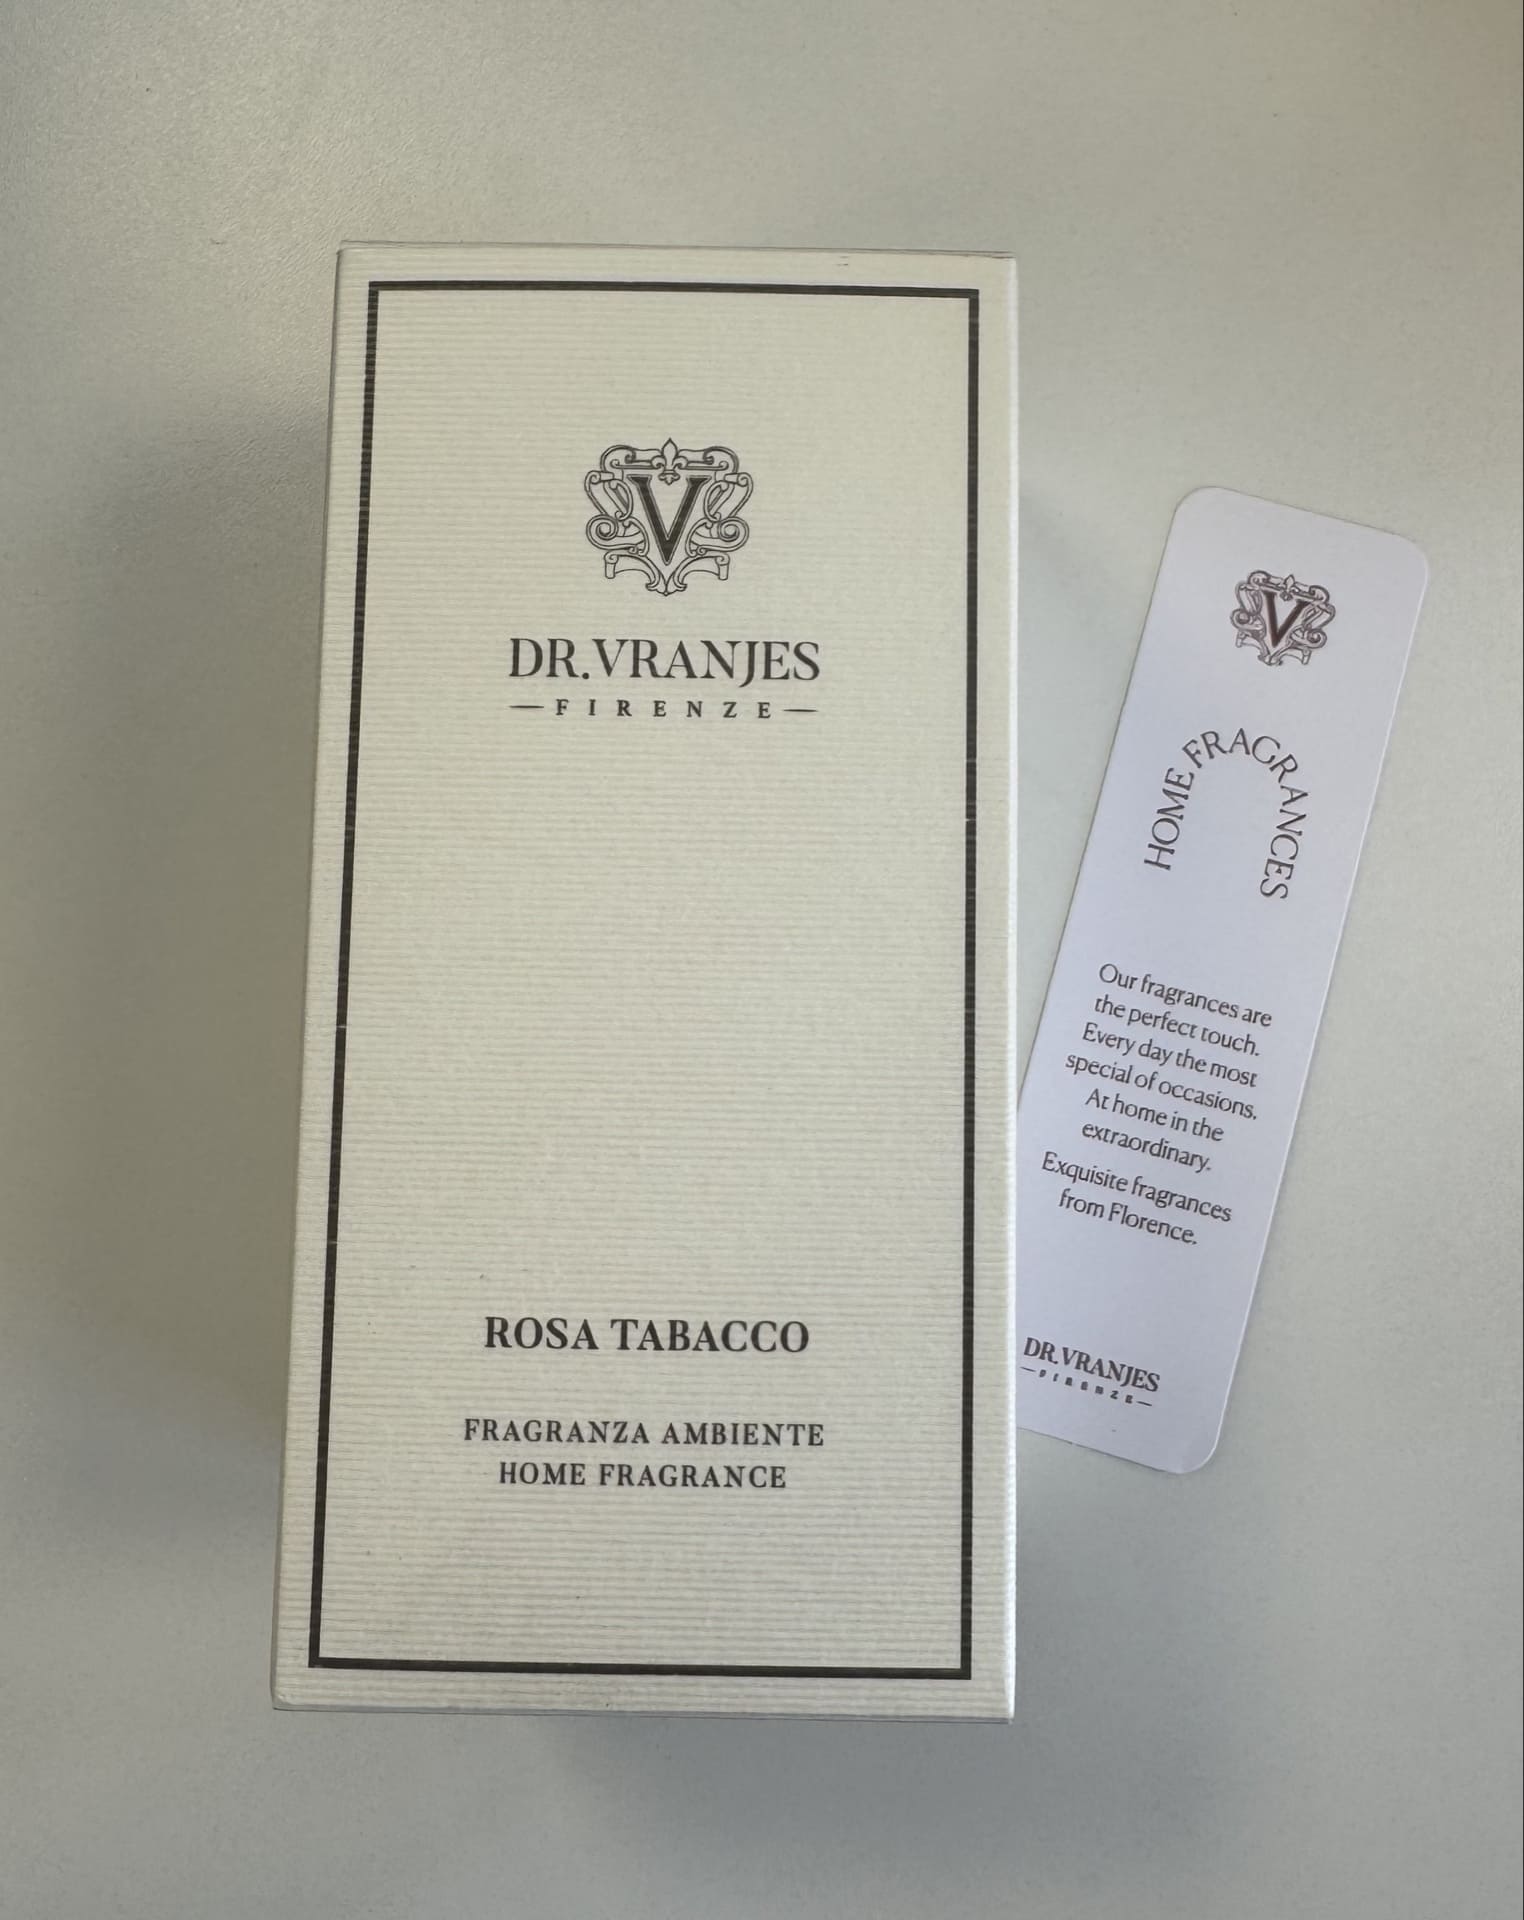 V
DR.VRANJES
FIRENZE
ROSA TABACCO
FRAGRANZA AMBIENTE
HOME FRAGRANCE
V
HOME FRAGRANCES
Our fragrances are
the perfect touch.
Every day the most
special of occasions.
At home in the
extraordinary.
Exquisite fragrances
from Florence.
DR.VRANJES
FIRENZE